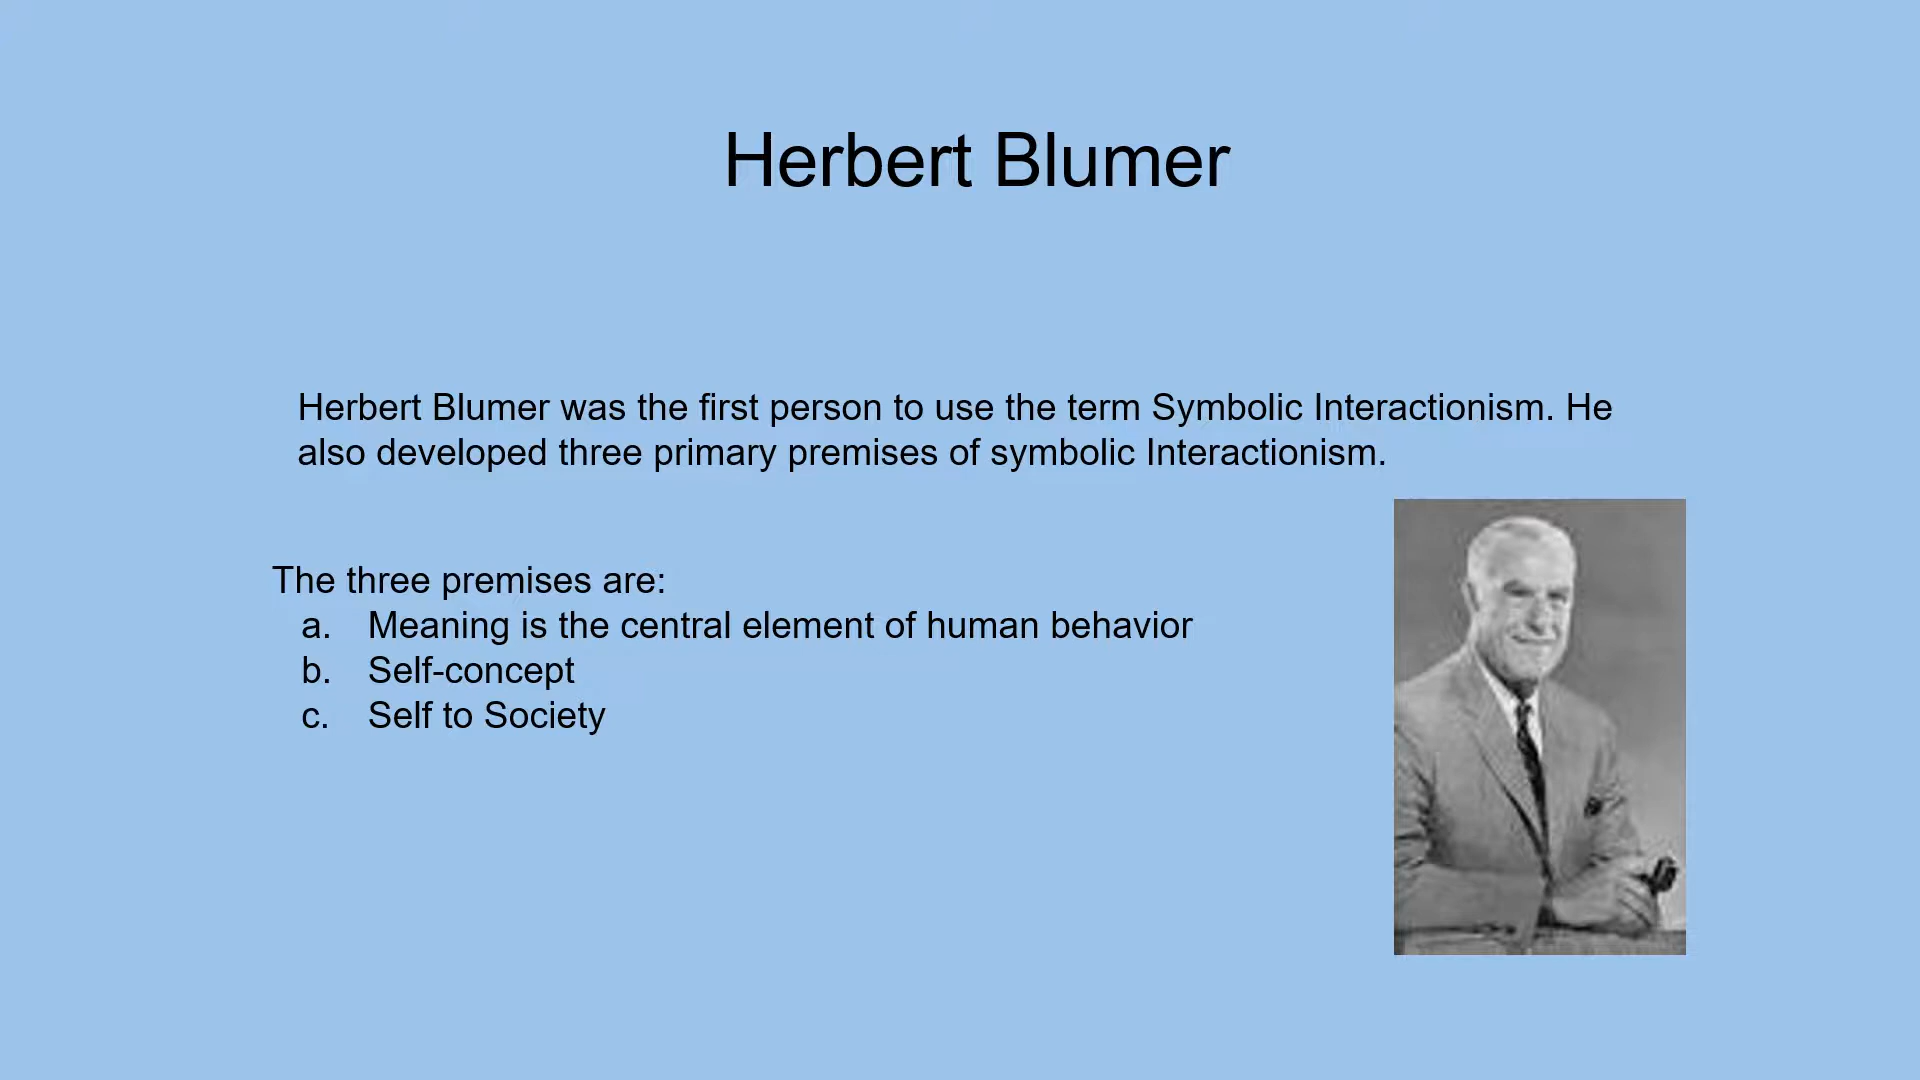 Herbert Blumer
Herbert Blumer was the first person to use the term Symbolic Interactionism. He
also developed three primary premises of symbolic Interactionism.
The three premises are:
a. Meaning is the central element of human behavior
b. Self-concept
c. Self to Society